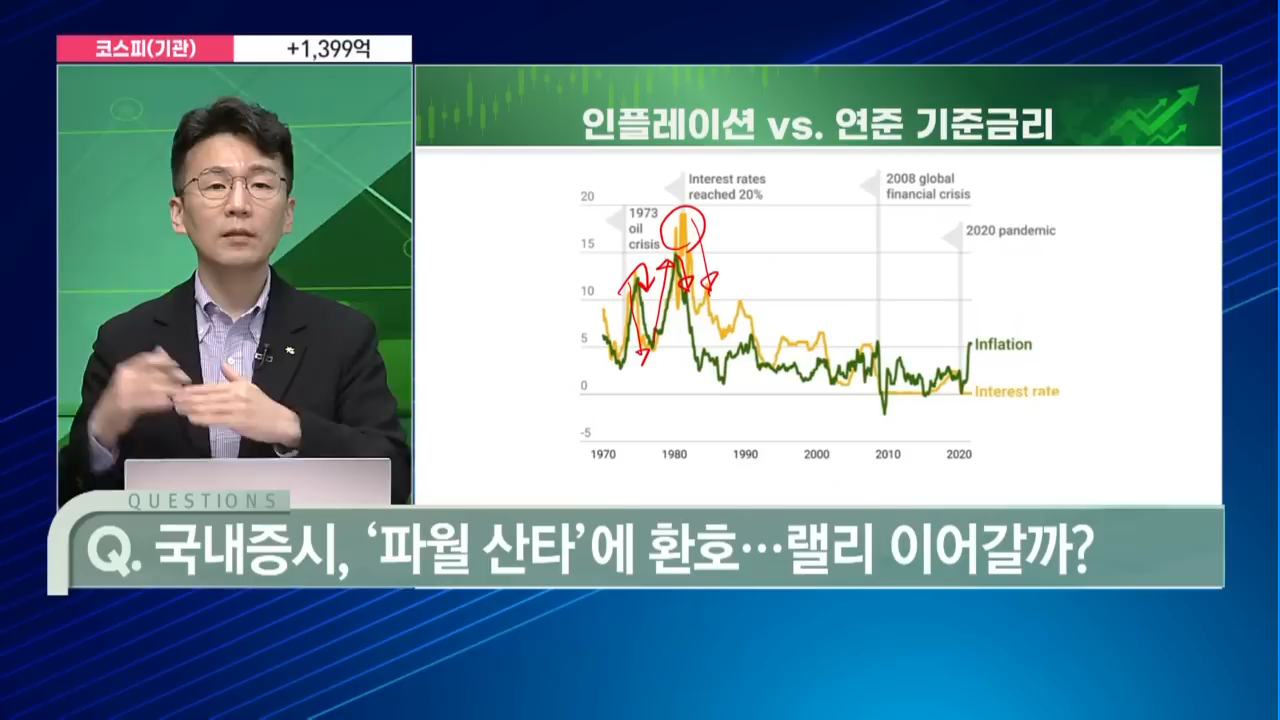 코스피(기관) +1,399억
인플레이션 vs. 연준 기준금리
Interest rates
reached 20%
2008 global
financial crisis
1973
oil
crisis
2020 pandemic
20
15
10
5
0
-5
Inflation
Interest rate
1970 1980 1990 2000 2010 2020
QUESTIONS
Q. 국내증시, ‘파월 산타’에 환호…랠리 이어갈까?